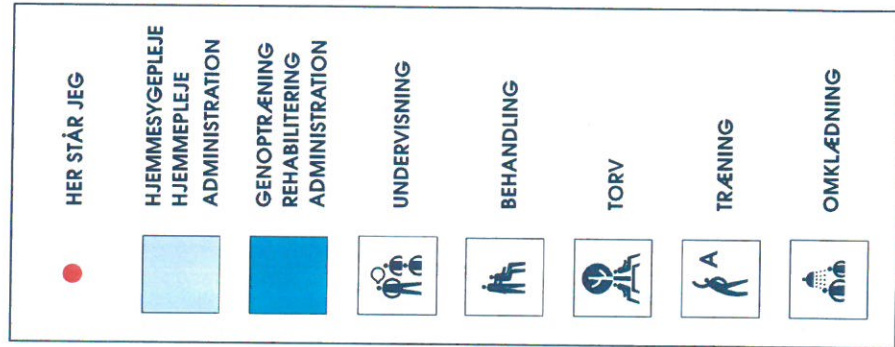 HER STÅR JEG
HJEMMESYGEPLEJE
HJEMMEPLEJE
ADMINISTRATION
GENOPTRÆNING
REHABILITERING
ADMINISTRATION
UNDERVISNING
BEHANDLING
TORV
A
TRÆNING
OMKLÆDNING